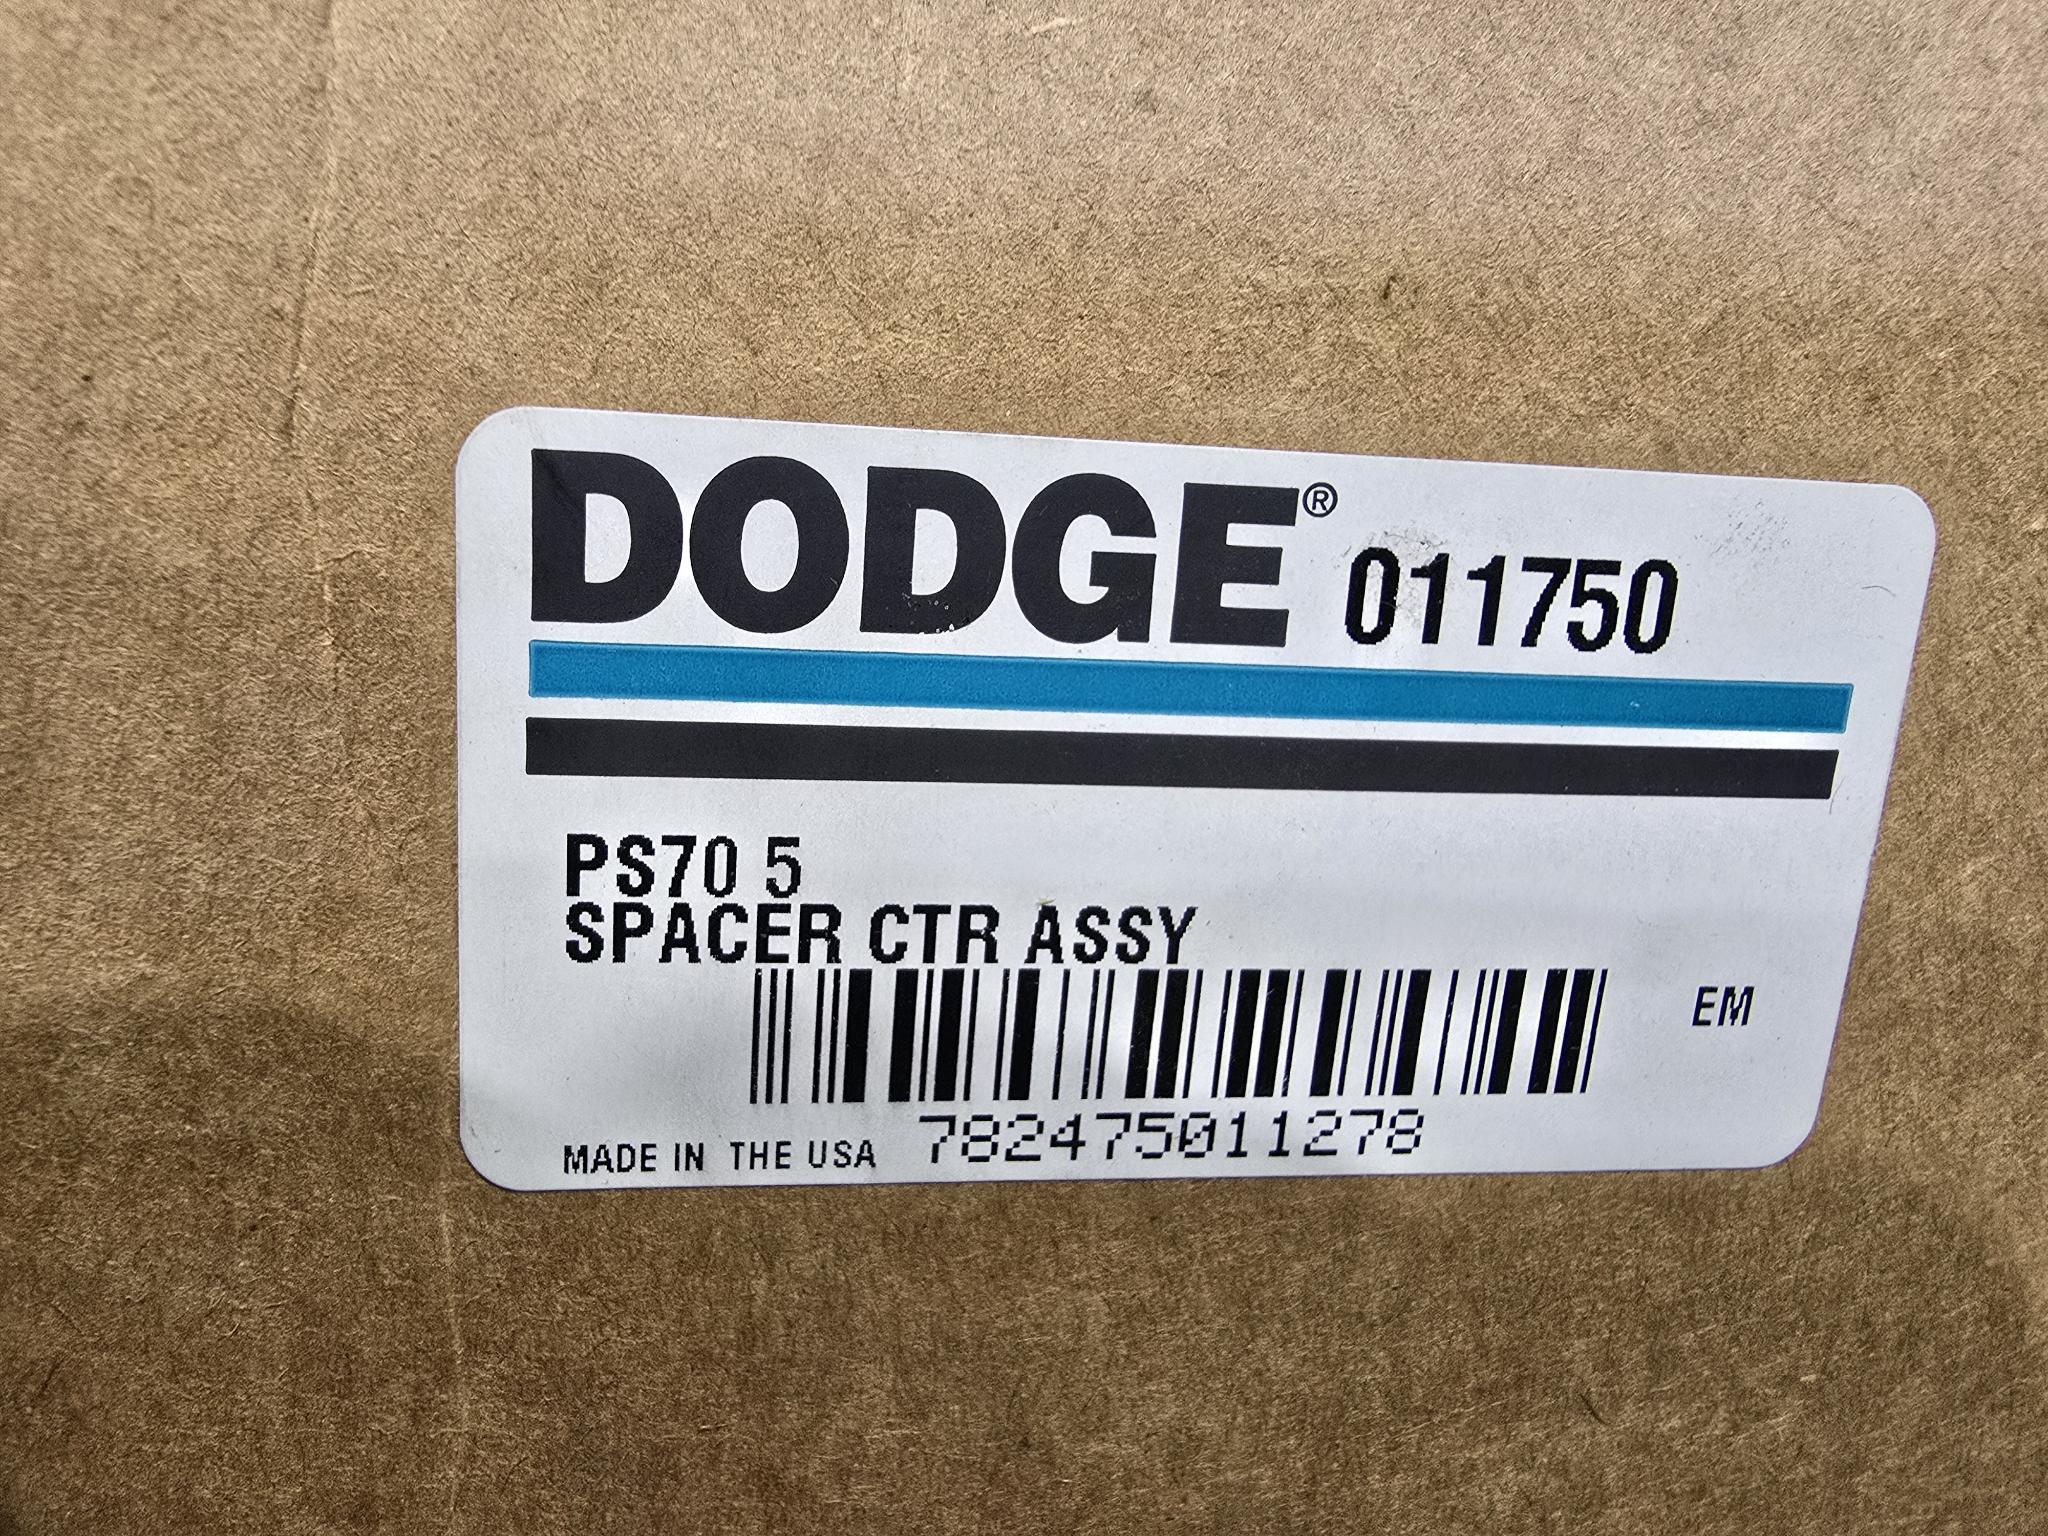 DODGE® 011750
PS70 5
SPACER CTR ASSY
EM
MADE IN THE USA 782475011278